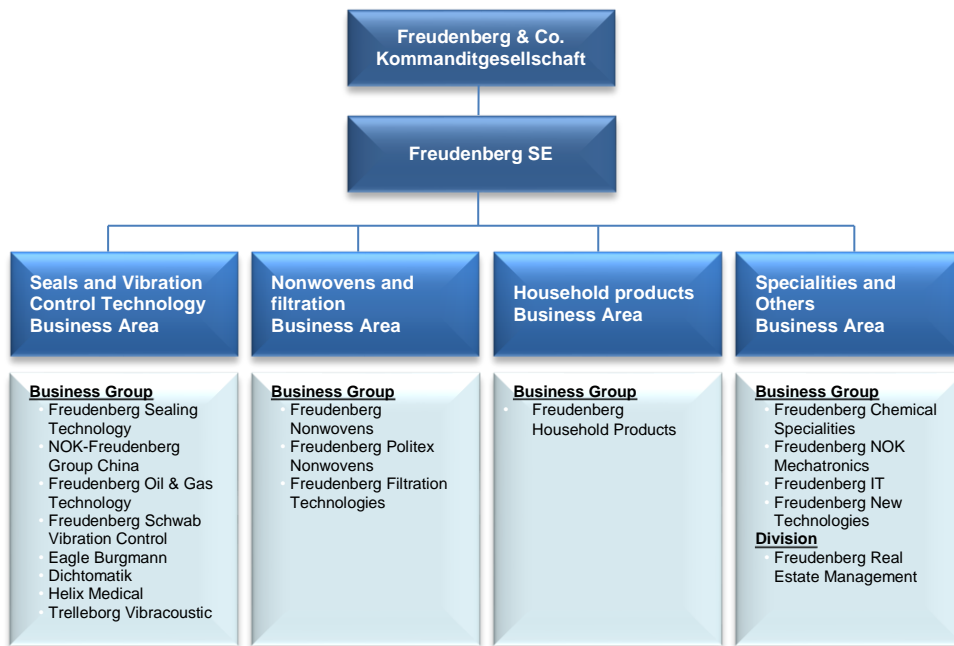 Freudenberg & Co.
Kommanditgesellschaft
Freudenberg SE
Seals and Vibration
Control Technology
Business Area
Nonwovens and
filtration
Business Area
Household products
Business Area
Specialities and
Others
Business Area
Business Group
• Freudenberg Sealing
Technology
• NOK-Freudenberg
Group China
• Freudenberg Oil & Gas
Technology
• Freudenberg Schwab
Vibration Control
• Eagle Burgmann
• Dichtomatik
• Helix Medical
• Trelleborg Vibracoustic
Business Group
• Freudenberg
Nonwovens
• Freudenberg Politex
Nonwovens
• Freudenberg Filtration
Technologies
Business Group
• Freudenberg
Household Products
Business Group
• Freudenberg Chemical
Specialities
• Freudenberg NOK
Mechatronics
• Freudenberg IT
• Freudenberg New
Technologies
Division
• Freudenberg Real
Estate Management